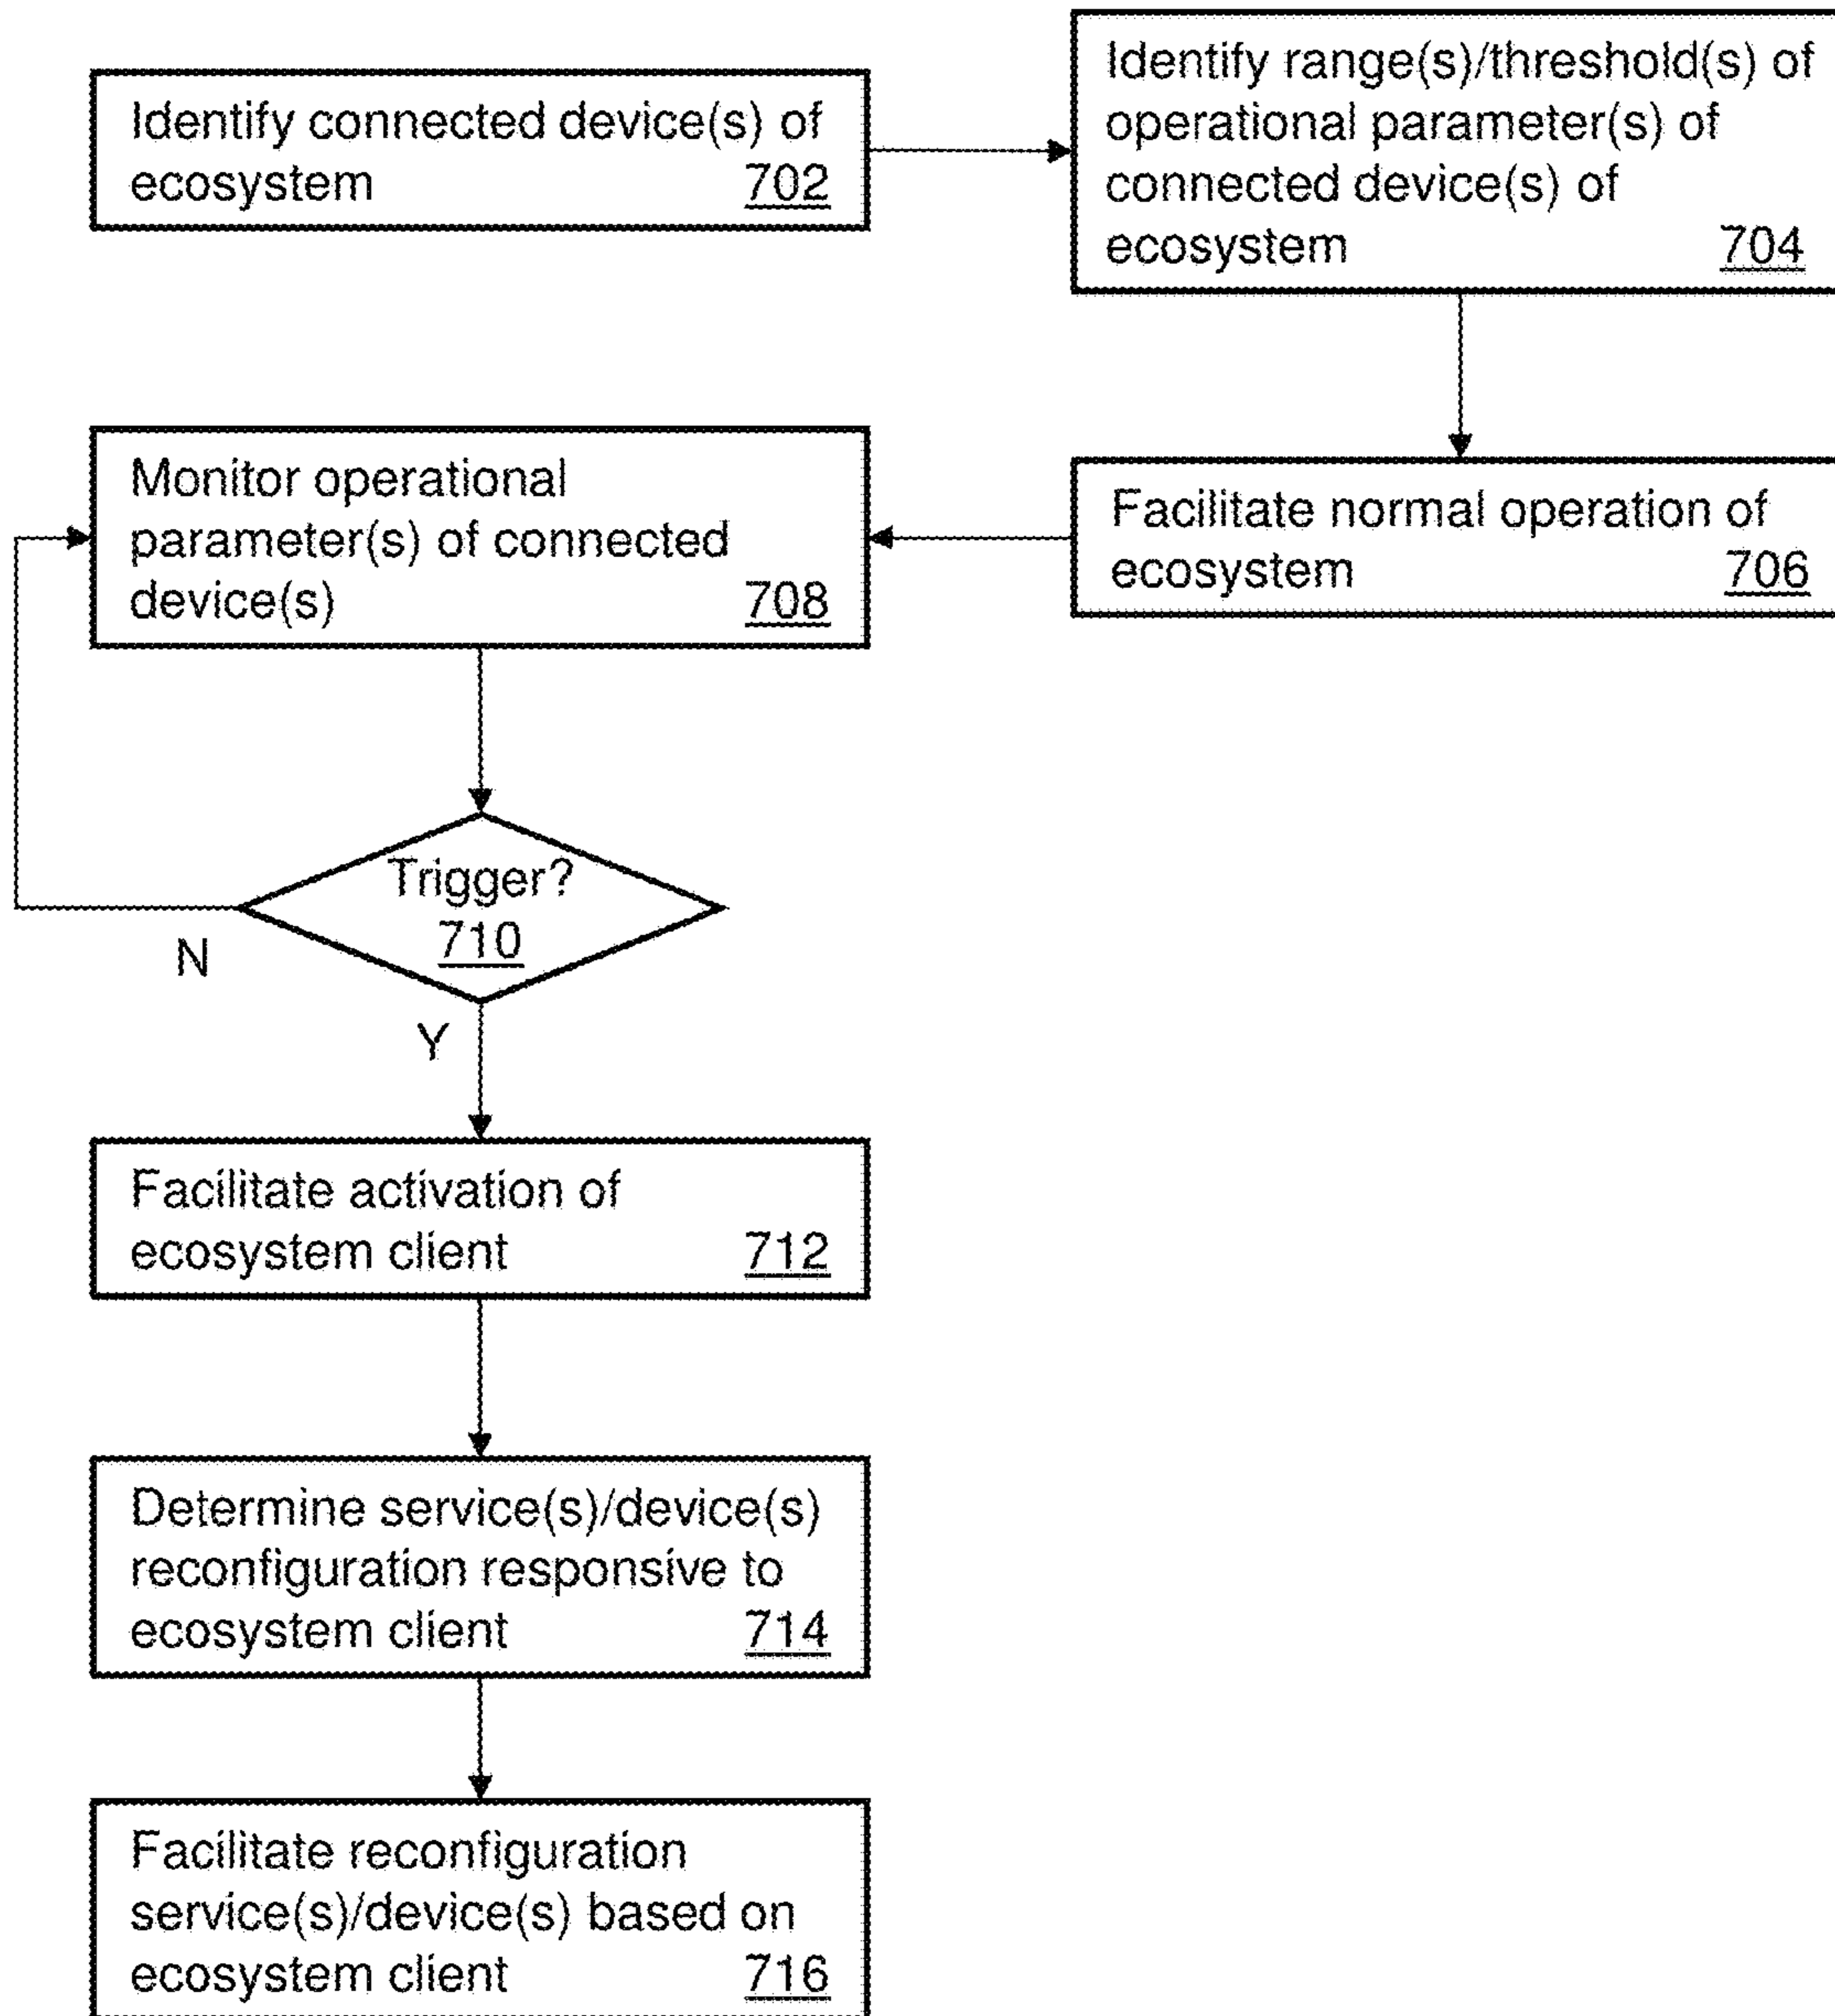 Identify connected device(s) of
ecosystem 702
Identify range(s)/threshold(s) of
operational parameter(s) of
connected device(s) of
ecosystem 704
Monitor operational
parameter(s) of connected
device(s) 708
Facilitate normal operation of
ecosystem 706
Trigger?
710
N
Y
Facilitate activation of
ecosystem client 712
Determine service(s)/device(s)
reconfiguration responsive to
ecosystem client 714
Facilitate reconfiguration
service(s)/device(s) based on
ecosystem client 716